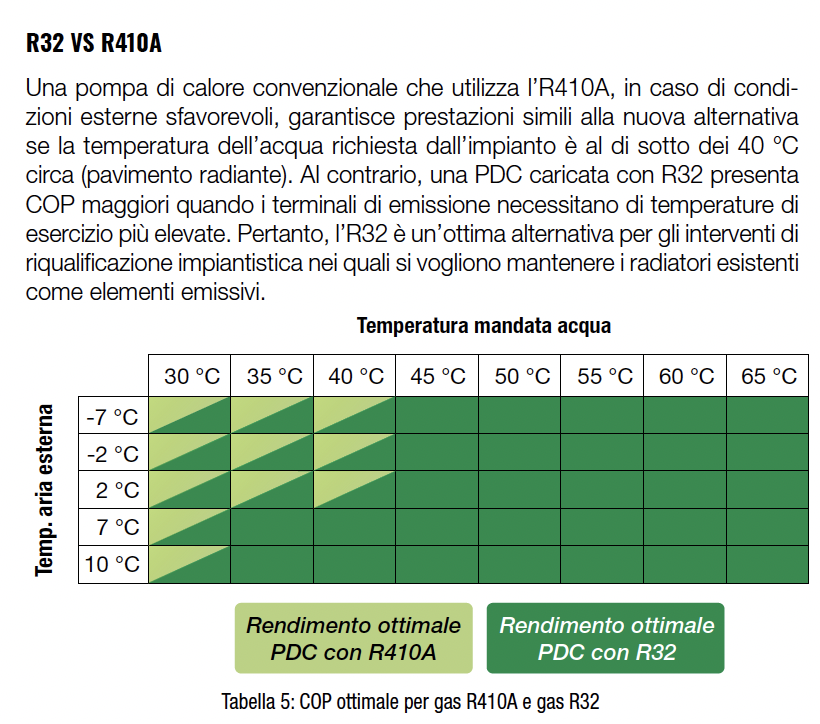 R32 VS R410A
Una pompa di calore convenzionale che utilizza l’R410A, in caso di condi-
zioni esterne sfavorevoli, garantisce prestazioni simili alla nuova alternativa
se la temperatura dell’acqua richiesta dall’impianto è al di sotto dei 40 °C
circa (pavimento radiante). Al contrario, una PDC caricata con R32 presenta
COP maggiori quando i terminali di emissione necessitano di temperature di
esercizio più elevate. Pertanto, l’R32 è un’ottima alternativa per gli interventi di
riqualificazione impiantistica nei quali si vogliono mantenere i radiatori esistenti
come elementi emissivi.
Temperatura mandata acqua
30 °C 35 °C 40 °C 45 °C 50 °C 55 °C 60 °C 65 °C
Temp. aria esterna
-7 °C
-2 °C
2 °C
7 °C
10 °C
Rendimento ottimale
PDC con R410A
Rendimento ottimale
PDC con R32
Tabella 5: COP ottimale per gas R410A e gas R32